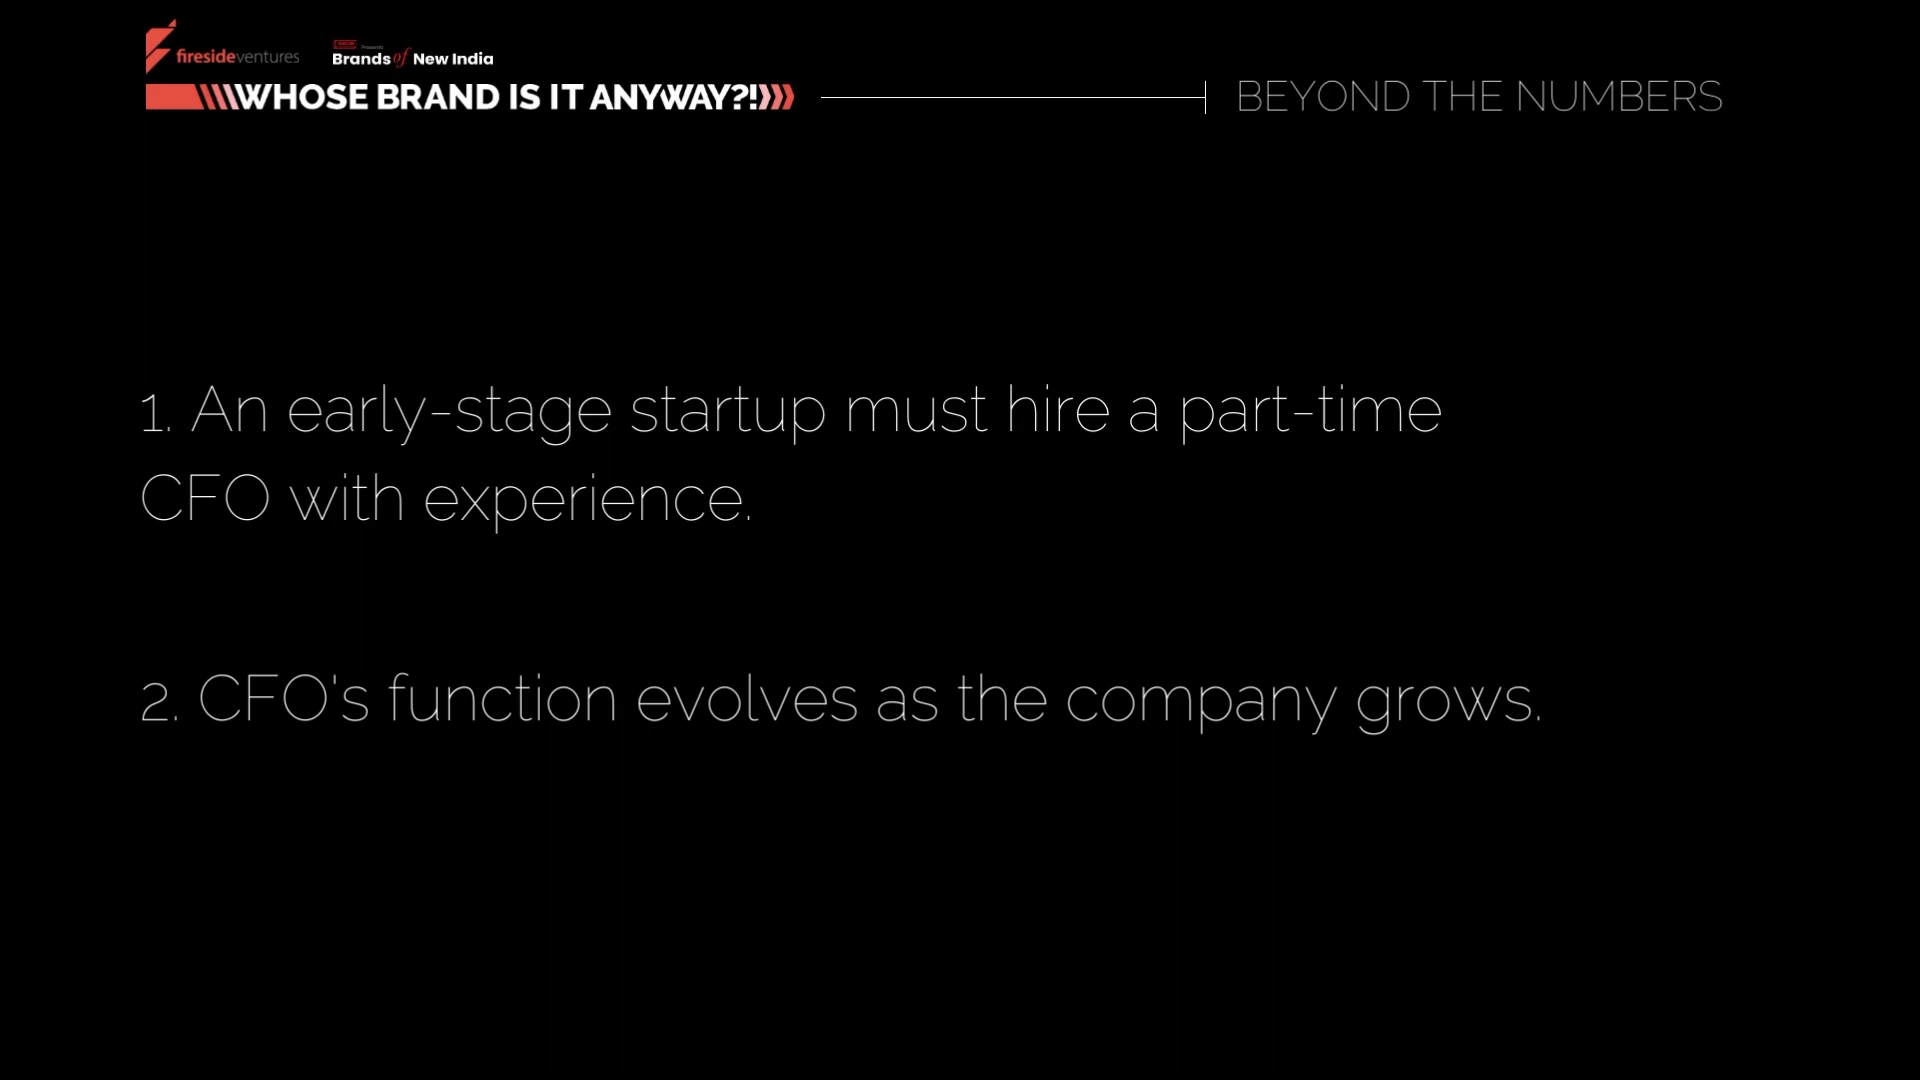 firesideventures
Presents
Brands of New India
WHOSE BRAND IS IT ANYWAY?!
BEYOND THE NUMBERS
1. An early-stage startup must hire a part-time
CFO with experience.
2. CFO's function evolves as the company grows.